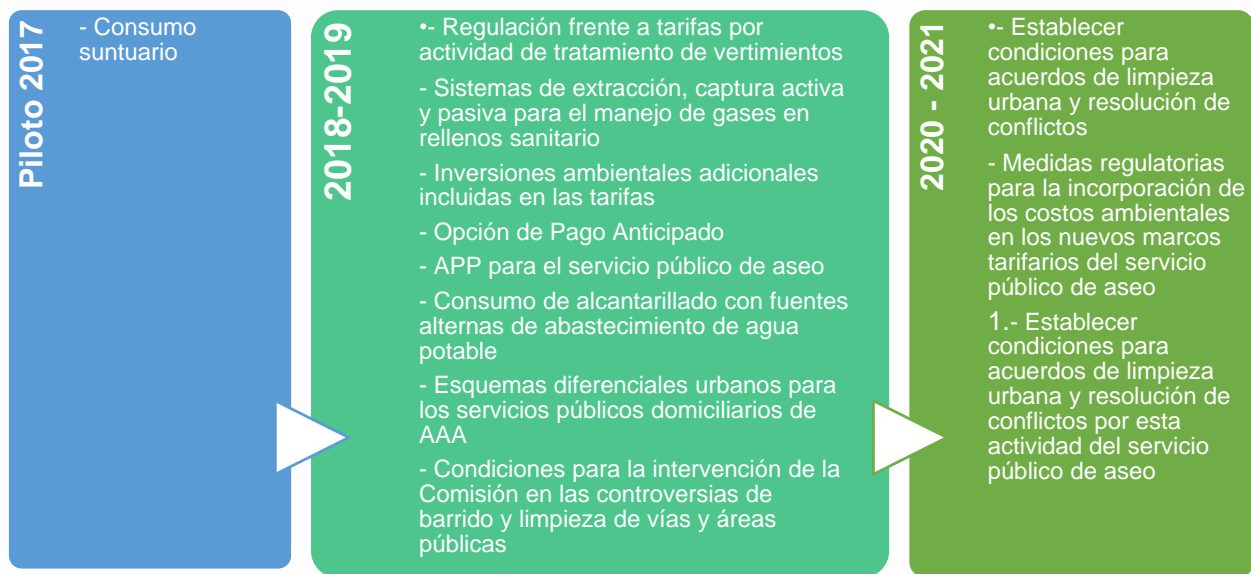 Piloto 2017
- Consumo
suntuario
2018-2019
•- Regulación frente a tarifas por
actividad de tratamiento de vertimientos
- Sistemas de extracción, captura activa
y pasiva para el manejo de gases en
rellenos sanitario
- Inversiones ambientales adicionales
incluidas en las tarifas
- Opción de Pago Anticipado
- APP para el servicio público de aseo
- Consumo de alcantarillado con fuentes
alternas de abastecimiento de agua
potable
- Esquemas diferenciales urbanos para
los servicios públicos domiciliarios de
AAA
- Condiciones para la intervención de la
Comisión en las controversias de
barrido y limpieza de vías y áreas
públicas
2020 - 2021
•- Establecer
condiciones para
acuerdos de limpieza
urbana y resolución de
conflictos
- Medidas regulatorias
para la incorporación de
los costos ambientales
en los nuevos marcos
tarifarios del servicio
público de aseo
1.- Establecer
condiciones para
acuerdos de limpieza
urbana y resolución de
conflictos por esta
actividad del servicio
público de aseo